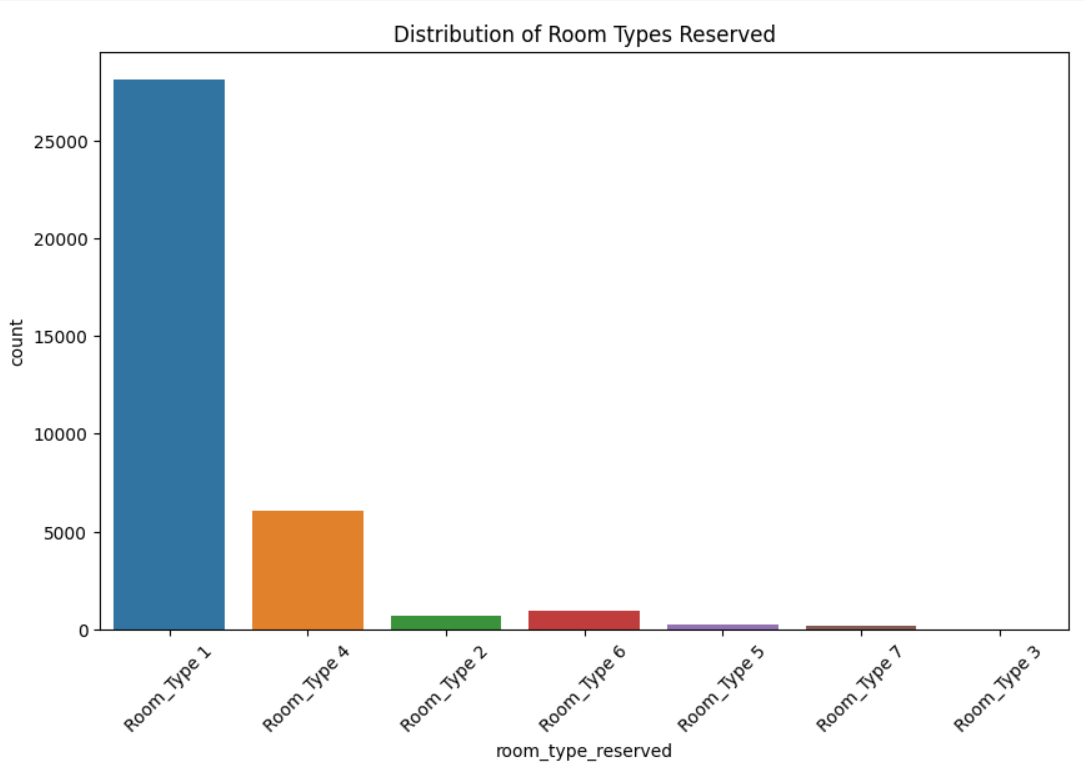 Distribution of Room Types Reserved
25000
20000
15000
10000
5000
0
count
Room_Type 1
Room_Type 4
Room_Type 2
Room_Type 6
Room_Type 5
Room_Type 7
Room_Type 3
room_type_reserved